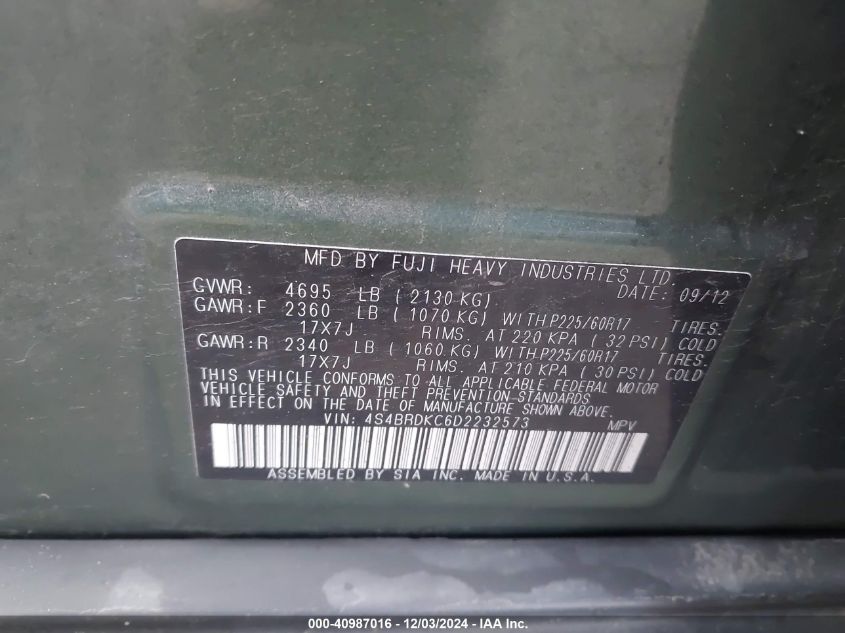 MFD BY FUJI HEAVY INDUSTRIES LTD.
GVWR: 4695 LB ( 2130 KG) DATE: 09/12
GAWR: F 2360 LB ( 1070 KG) WITH P225/60R17 TIRES.
17X7J RIMS. AT 220 KPA ( 32 PSI) COLD
GAWR: R 2340 LB ( 1060 KG) WITH P225/60R17 TIRES.
17X7J RIMS. AT 210 KPA ( 30 PSI) COLD.
THIS VEHICLE CONFORMS TO ALL APPLICABLE FEDERAL MOTOR
VEHICLE SAFETY AND THEFT PREVENTION STANDARDS
IN EFFECT ON THE DATE OF MANUFACTURE SHOWN ABOVE.
VIN: 4S4BRDKC6D2232573 MPV
ASSEMBLED BY SIA INC. MADE IN U.S.A.
000-40987016 - 12/03/2024 - IAA Inc.